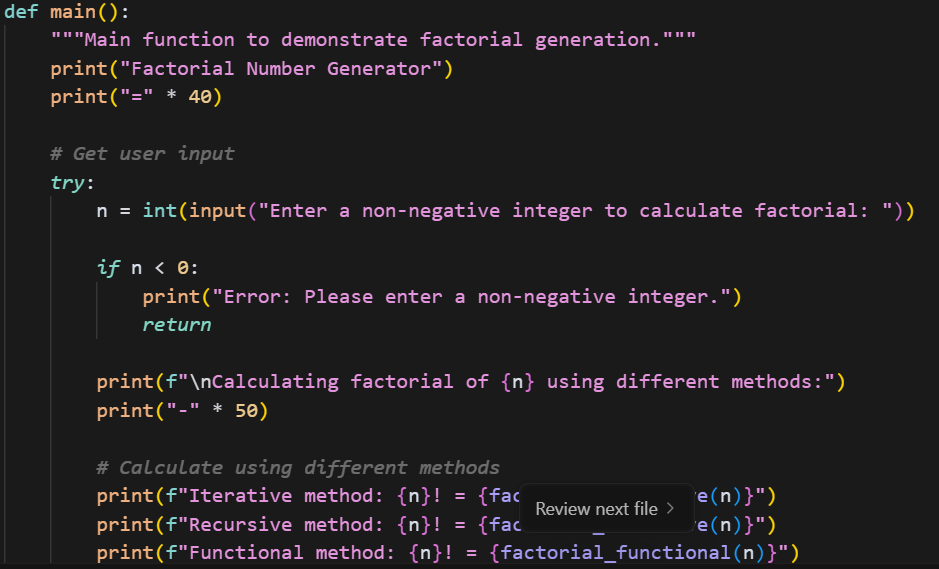 def main():
    """Main function to demonstrate factorial generation."""
    print("Factorial Number Generator")
    print("=" * 40)

    # Get user input
    try:
        n = int(input("Enter a non-negative integer to calculate factorial: "))

        if n < 0:
            print("Error: Please enter a non-negative integer.")
            return

        print(f"\nCalculating factorial of {n} using different methods:")
        print("-" * 50)

        # Calculate using different methods
        print(f"Iterative method: {n}! = {fac e(n)}")
        Review next file >
        print(f"Recursive method: {n}! = {fac e(n)}")
        print(f"Functional method: {n}! = {factorial_functional(n)}")